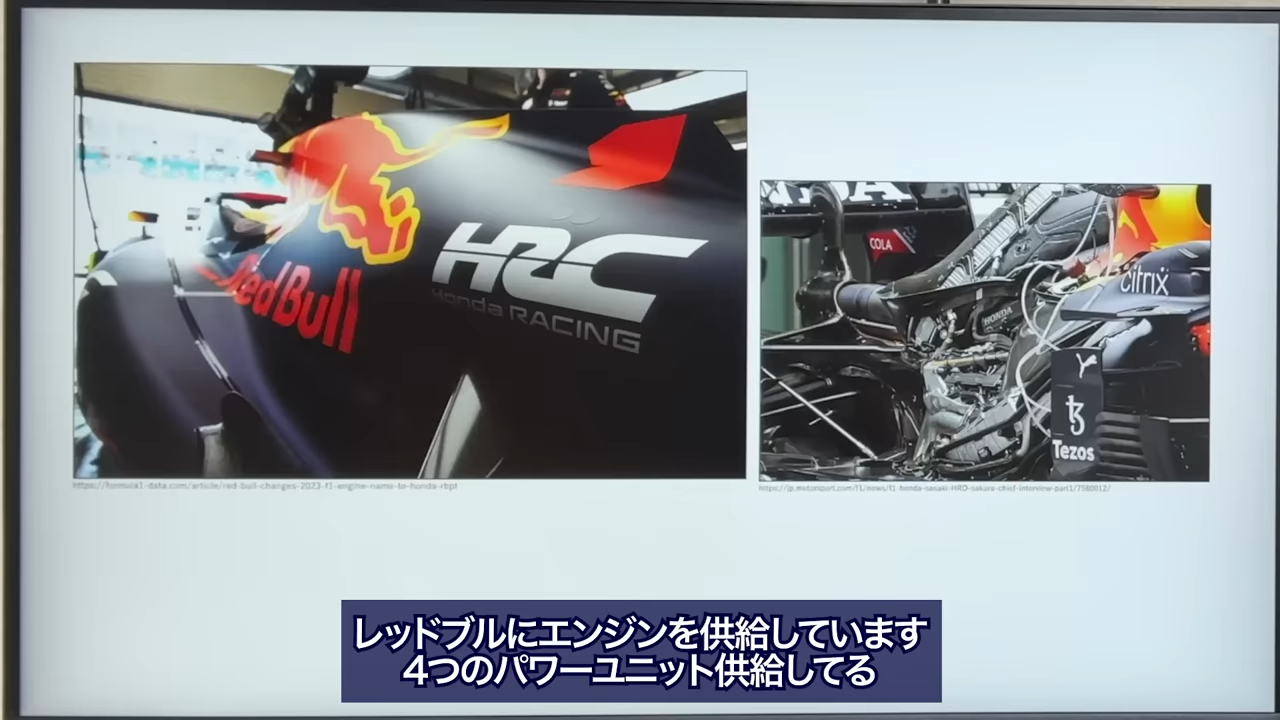 Red Bull
HRC
Honda RACING
COLA
citrix
HONDA
Tezos
https://formula1-data.com/article/red-bull-changes-2023-f1-engine-name-to-honda-rbpt
https://jp.motorsport.com/f1/news/f1-honda-sasaki-HRD-sakura-chief-interview-part1/7580012/
レッドブルにエンジンを供給しています
4つのパワーユニット供給してる